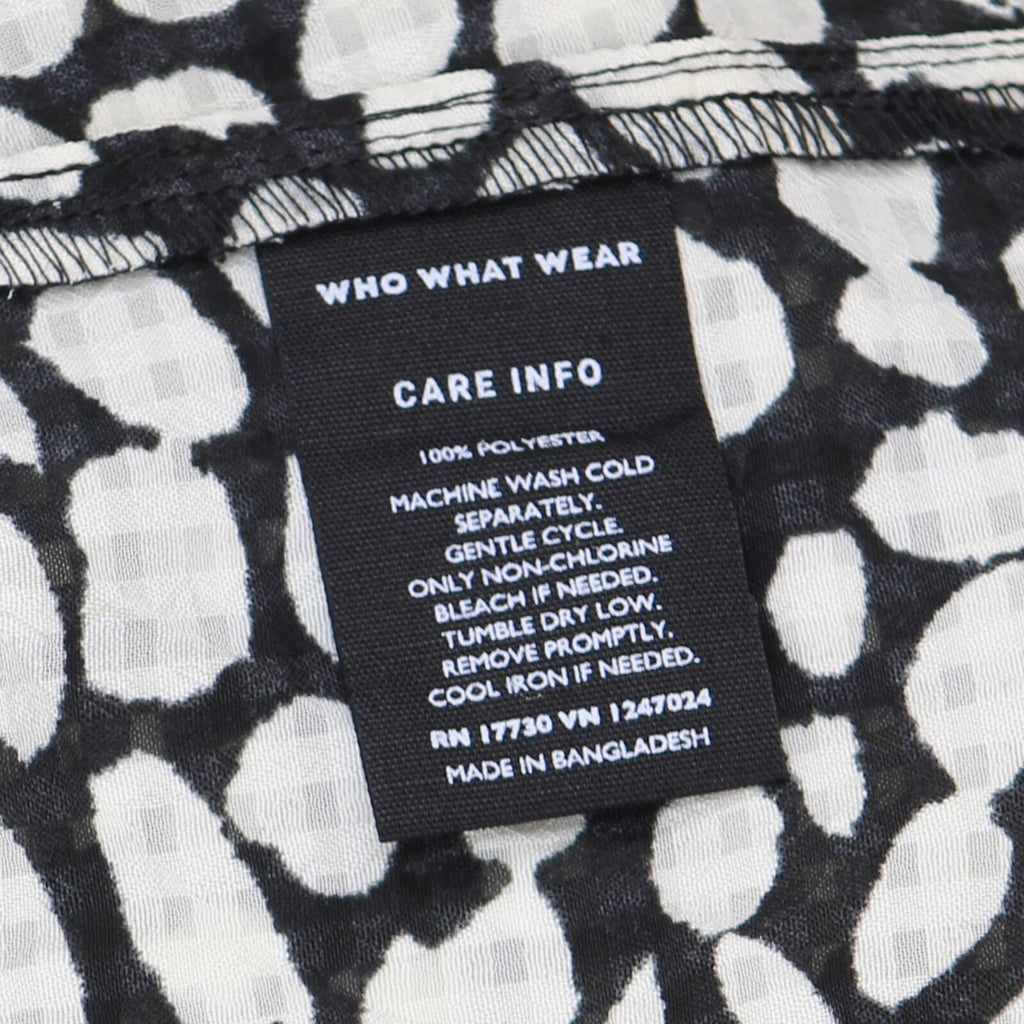 WHO WHAT WEAR
CARE INFO
100% POLYESTER
MACHINE WASH COLD
SEPARATELY.
GENTLE CYCLE.
ONLY NON-CHLORINE
BLEACH IF NEEDED.
TUMBLE DRY LOW.
REMOVE PROMPTLY.
COOL IRON IF NEEDED.
RN 17730 VN 1247024
MADE IN BANGLADESH